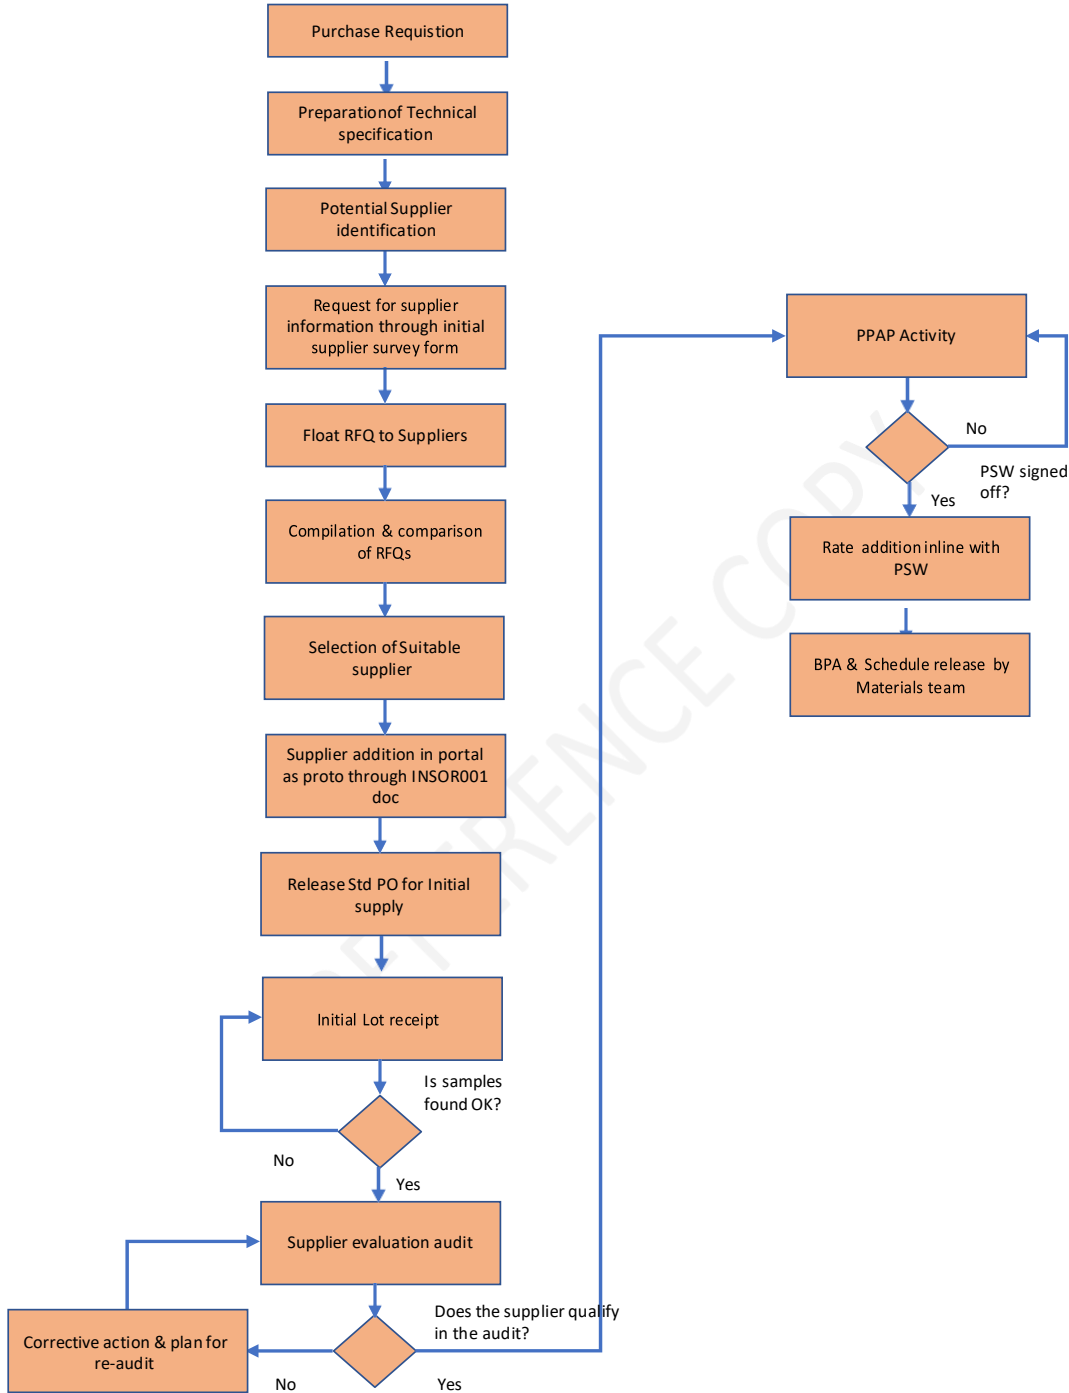 Purchase Requistion
Preparationof Technical
specification
Potential Supplier
identification
Request for supplier
information through initial
supplier survey form
Float RFQ to Suppliers
Compilation & comparison
of RFQs
Selection of Suitable
supplier
Supplier addition in portal
as proto through INSOR001
doc
Release Std PO for Initial
supply
Initial Lot receipt
Is samples
found OK?
No
Yes
Supplier evaluation audit
Does the supplier qualify
in the audit?
Corrective action & plan for
re-audit
No
Yes
PPAP Activity
No
PSW signed
off?
Yes
Rate addition inline with
PSW
BPA & Schedule release by
Materials team
REFERENCE COPY